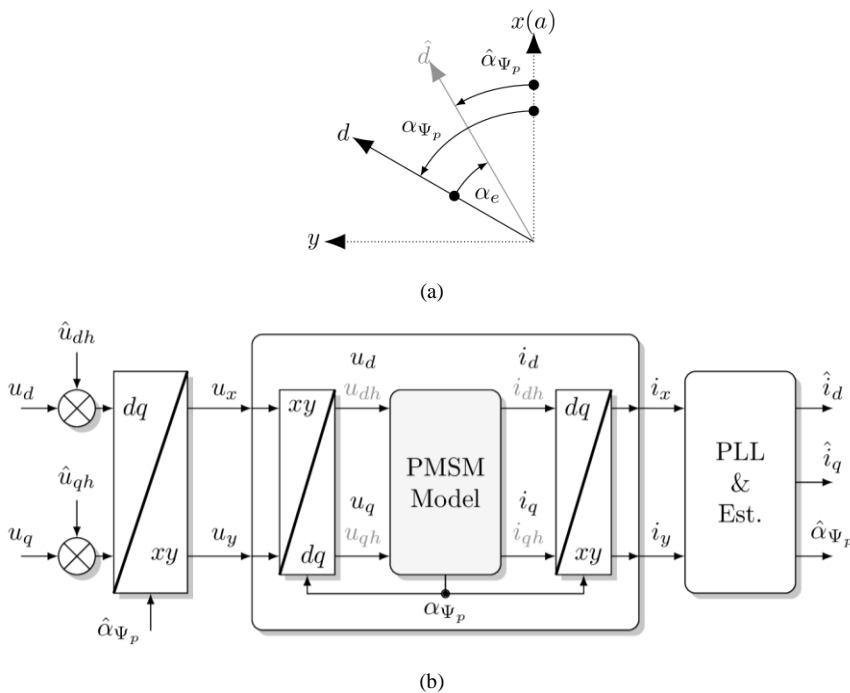 x(a)
d̂
α̂_Ψp
α_Ψp
d
α_e
y
(a)
û_dh
u_d
dq
u_x
xy
u_d
u_dh
i_d
i_dh
dq
i_x
î_d
PMSM
Model
PLL
&
Est.
î_q
û_qh
u_q
xy
u_y
dq
u_q
u_qh
i_q
i_qh
xy
i_y
α̂_Ψp
α̂_Ψp
α_Ψp
(b)